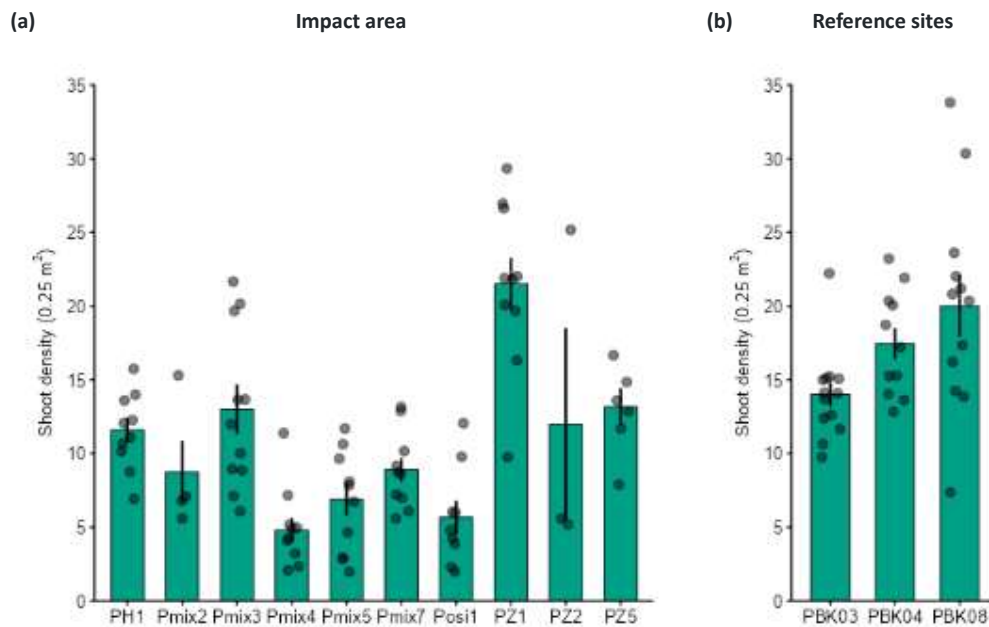 (a) Impact area
(b) Reference sites
35
30
25
20
15
10
5
0
Shoot density (0.25 m²)
PH1 Pmix2 Pmix3 Pmix4 Pmix5 Pmix7 Posi1 PZ1 PZ2 PZ5
35
30
25
20
15
10
5
0
Shoot density (0.25 m²)
PBK03 PBK04 PBK08